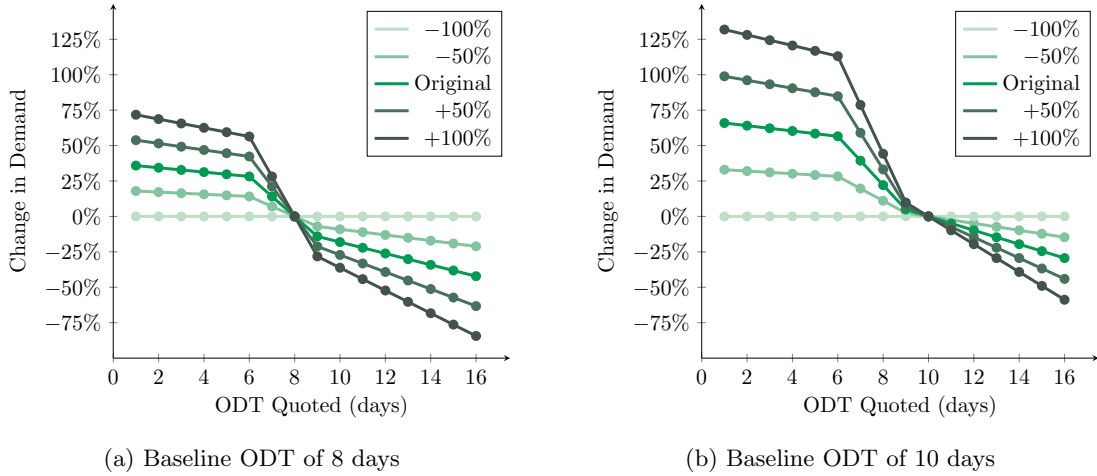 125%
100%
75%
50%
25%
0%
−25%
−50%
−75%
Change in Demand
−100%
−50%
Original
+50%
+100%
0 2 4 6 8 10 12 14 16
ODT Quoted (days)
(a) Baseline ODT of 8 days
125%
100%
75%
50%
25%
0%
−25%
−50%
−75%
Change in Demand
−100%
−50%
Original
+50%
+100%
0 2 4 6 8 10 12 14 16
ODT Quoted (days)
(b) Baseline ODT of 10 days